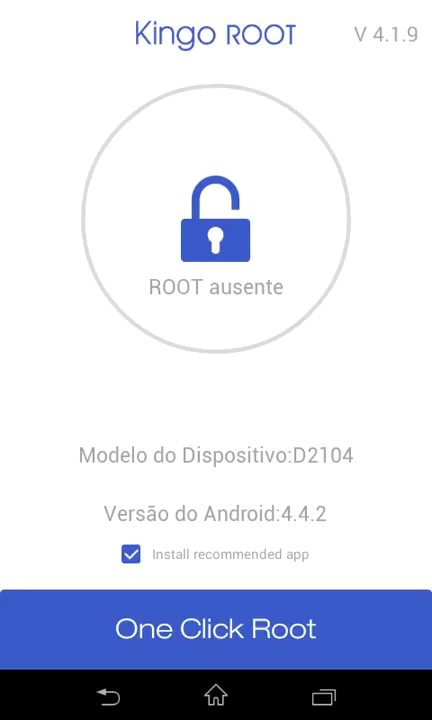 Kingo ROOT
V 4.1.9
ROOT ausente
Modelo do Dispositivo:D2104
Versão do Android:4.4.2
Install recommended app
One Click Root